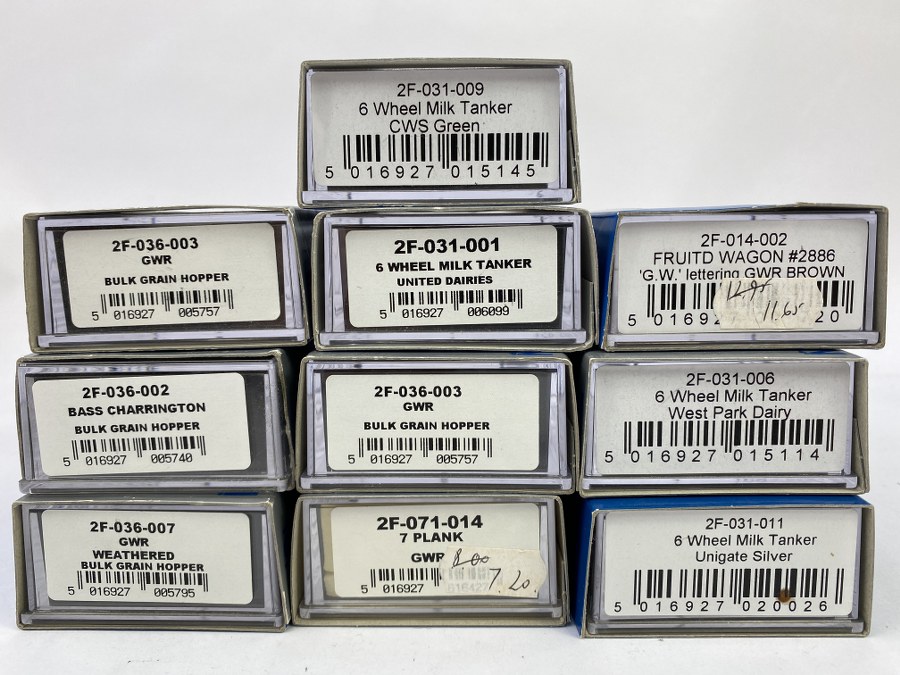 2F-031-009
6 Wheel Milk Tanker
CWS Green
5 016927 015145
2F-036-003
GWR
BULK GRAIN HOPPER
5 016927 005757
2F-031-001
6 WHEEL MILK TANKER
UNITED DAIRIES
5 016927 006099
2F-014-002
FRUITD WAGON #2886
'G.W.' lettering GWR BROWN
12.95
11.65
5 01692 20
2F-036-002
BASS CHARRINGTON
BULK GRAIN HOPPER
5 016927 005740
2F-036-003
GWR
BULK GRAIN HOPPER
5 016927 005757
2F-031-006
6 Wheel Milk Tanker
West Park Dairy
5 016927 015114
2F-036-007
GWR
WEATHERED
BULK GRAIN HOPPER
5 016927 005795
2F-071-014
7 PLANK
GWR
8.00
7.20
5 016927
2F-031-011
6 Wheel Milk Tanker
Unigate Silver
5 016927 020026